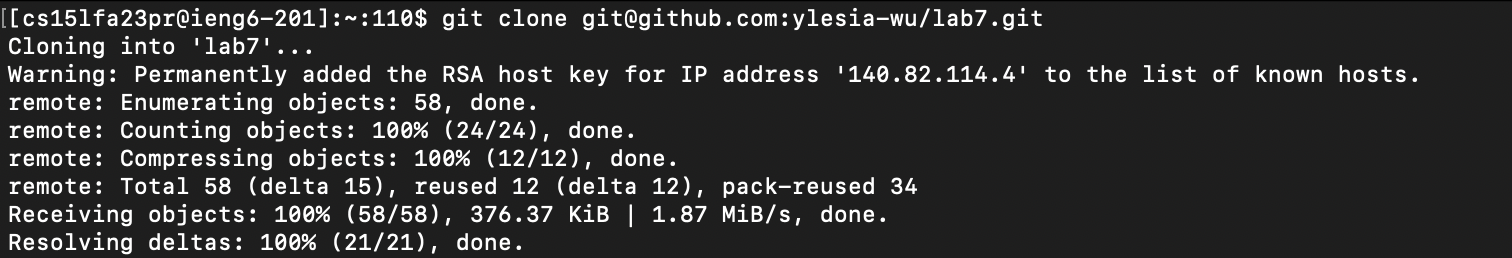 [[cs15lfa23pr@ieng6-201]:~:110$ git clone git@github.com:ylesia-wu/lab7.git
Cloning into 'lab7'...
Warning: Permanently added the RSA host key for IP address '140.82.114.4' to the list of known hosts.
remote: Enumerating objects: 58, done.
remote: Counting objects: 100% (24/24), done.
remote: Compressing objects: 100% (12/12), done.
remote: Total 58 (delta 15), reused 12 (delta 12), pack-reused 34
Receiving objects: 100% (58/58), 376.37 KiB | 1.87 MiB/s, done.
Resolving deltas: 100% (21/21), done.